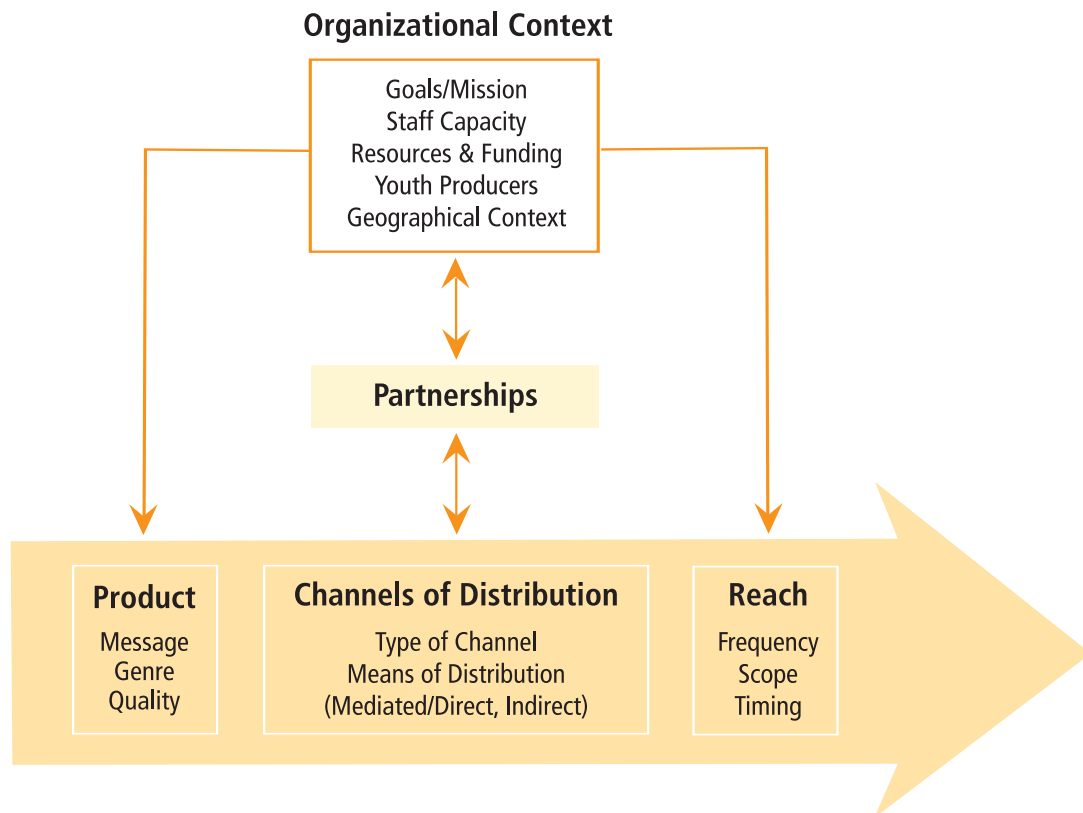 Organizational Context
Goals/Mission
Staff Capacity
Resources & Funding
Youth Producers
Geographical Context
Partnerships
Product
Message
Genre
Quality
Channels of Distribution
Type of Channel
Means of Distribution
(Mediated/Direct, Indirect)
Reach
Frequency
Scope
Timing